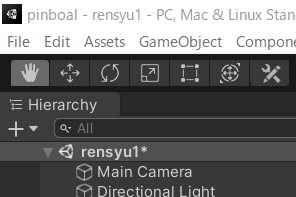 pinboal - rensyu1 - PC, Mac & Linux Stan
File Edit Assets GameObject Compone
Hierarchy
All
rensyu1*
Main Camera
Directional Light